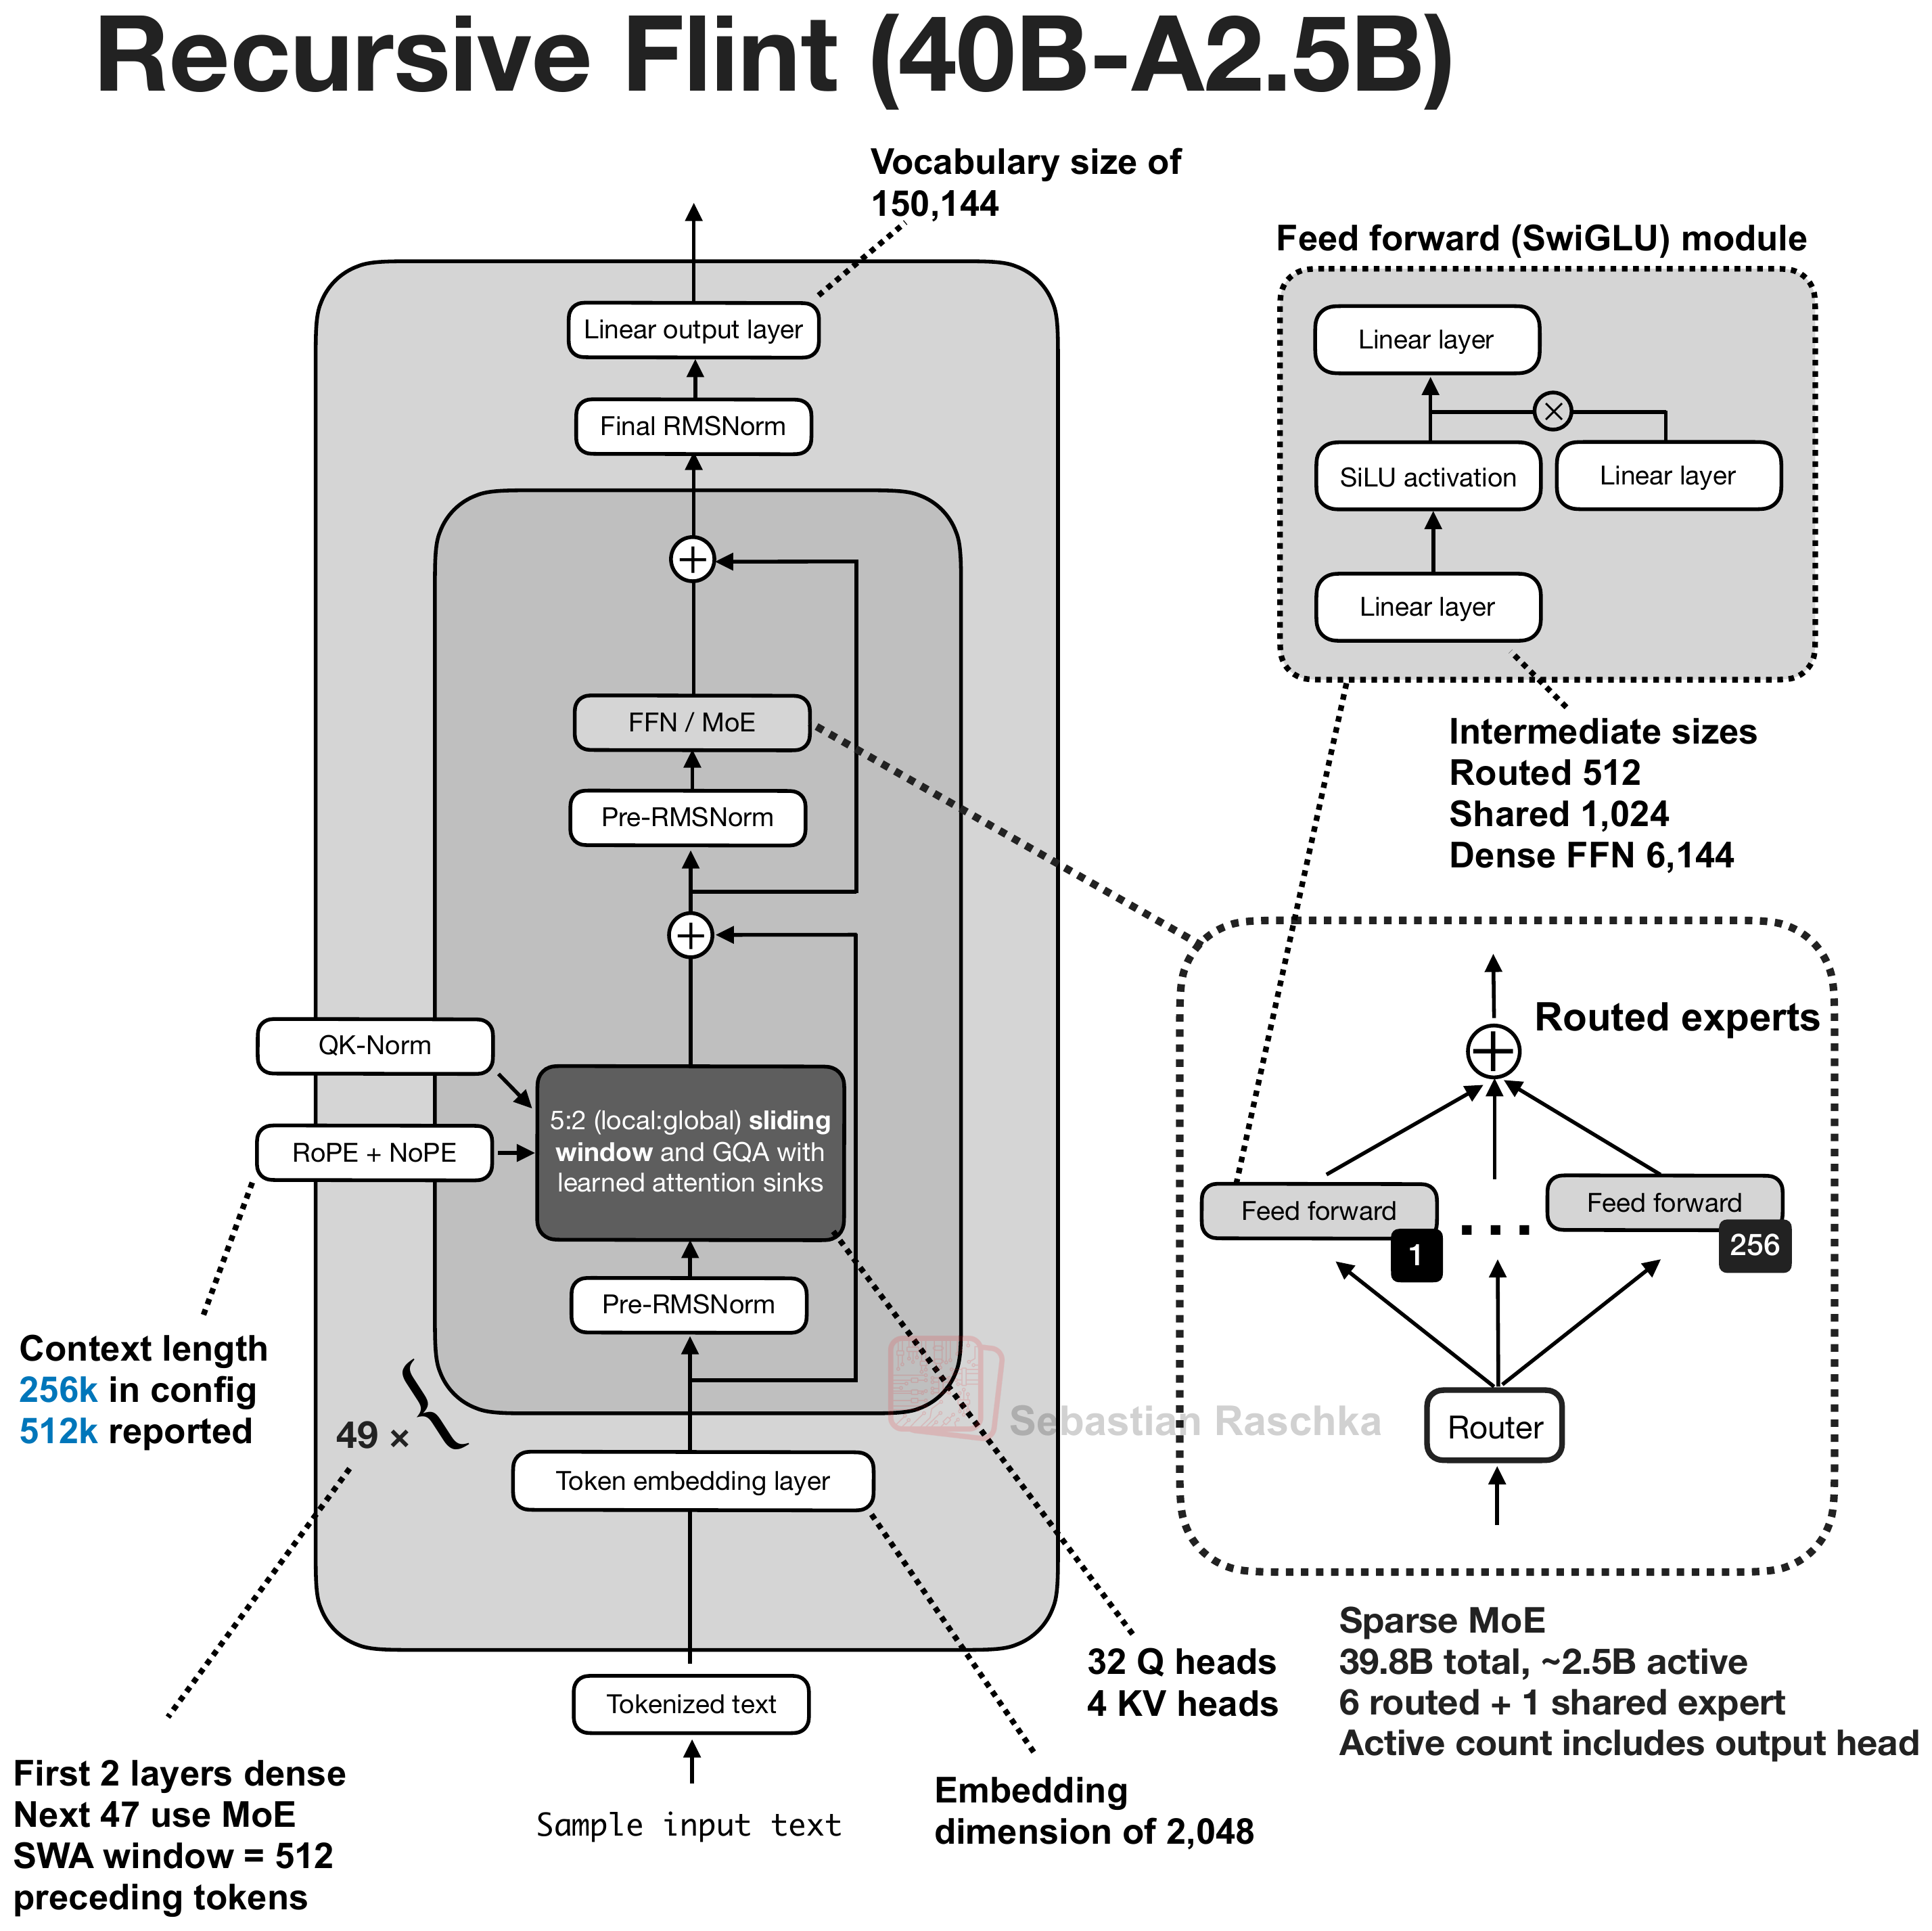 Recursive Flint (40B-A2.5B)
Vocabulary size of
150,144
Linear output layer
Final RMSNorm
FFN / MoE
Pre-RMSNorm
QK-Norm
RoPE + NoPE
5:2 (local:global) sliding
window and GQA with
learned attention sinks
Pre-RMSNorm
Context length
256k in config
512k reported
49 ×
Token embedding layer
Tokenized text
Sample input text
First 2 layers dense
Next 47 use MoE
SWA window = 512
preceding tokens
Embedding
dimension of 2,048
32 Q heads
4 KV heads
Sebastian Raschka
Feed forward (SwiGLU) module
Linear layer
SiLU activation
Linear layer
Linear layer
Intermediate sizes
Routed 512
Shared 1,024
Dense FFN 6,144
Routed experts
Feed forward
1
...
Feed forward
256
Router
Sparse MoE
39.8B total, ~2.5B active
6 routed + 1 shared expert
Active count includes output head